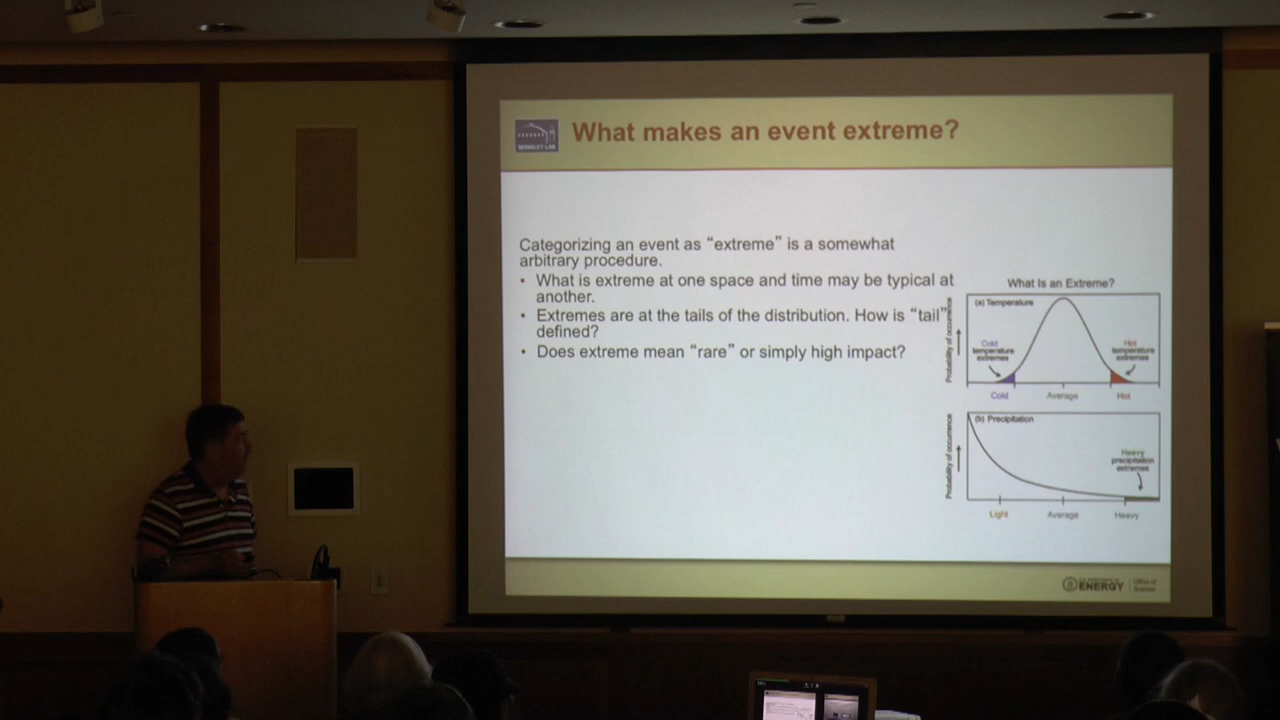 What makes an event extreme?
BERKELEY LAB
Categorizing an event as “extreme” is a somewhat
arbitrary procedure.
• What is extreme at one space and time may be typical at
another.
• Extremes are at the tails of the distribution. How is “tail”
defined?
• Does extreme mean “rare” or simply high impact?
What Is an Extreme?
(a) Temperature
Probability of occurrence
Cold
temperature
extremes
Hot
temperature
extremes
Cold
Average
Hot
(b) Precipitation
Probability of occurrence
Heavy
precipitation
extremes
Light
Average
Heavy
ENERGY
Office of
Science